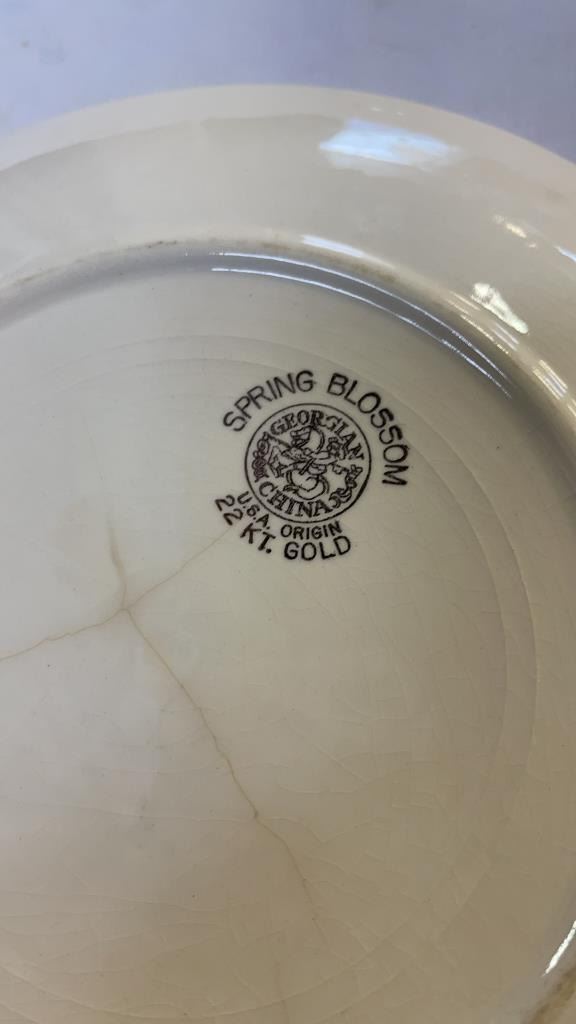 SPRING BLOSSOM
GEORGIAN
CHINA
U.S.A. ORIGIN
22 KT. GOLD